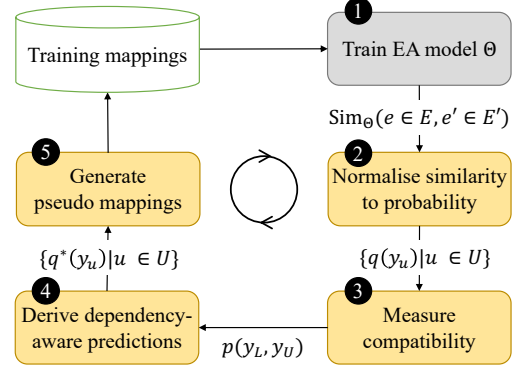 Training mappings
1
Train EA model Θ
Sim_Θ(e ∈ E, e′ ∈ E′)
2
Normalise similarity
to probability
{q(y_u)|u ∈ U}
3
Measure
compatibility
p(y_L, y_U)
4
Derive dependency-
aware predictions
{q*(y_u)|u ∈ U}
5
Generate
pseudo mappings